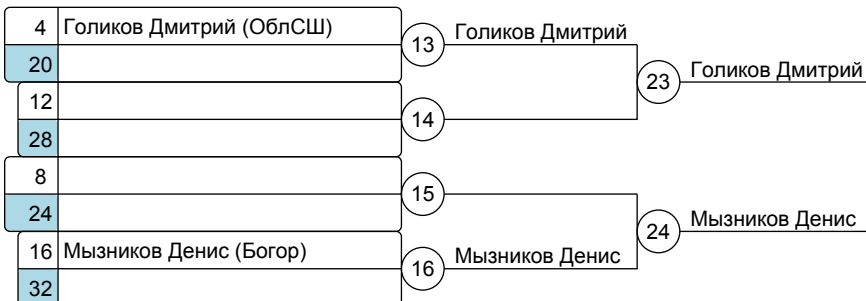 4 Голиков Дмитрий (ОблСШ)
13 Голиков Дмитрий
20
23 Голиков Дмитрий
12
14
28
8
15
24
24 Мызников Денис
16 Мызников Денис (Богор)
16 Мызников Денис
32